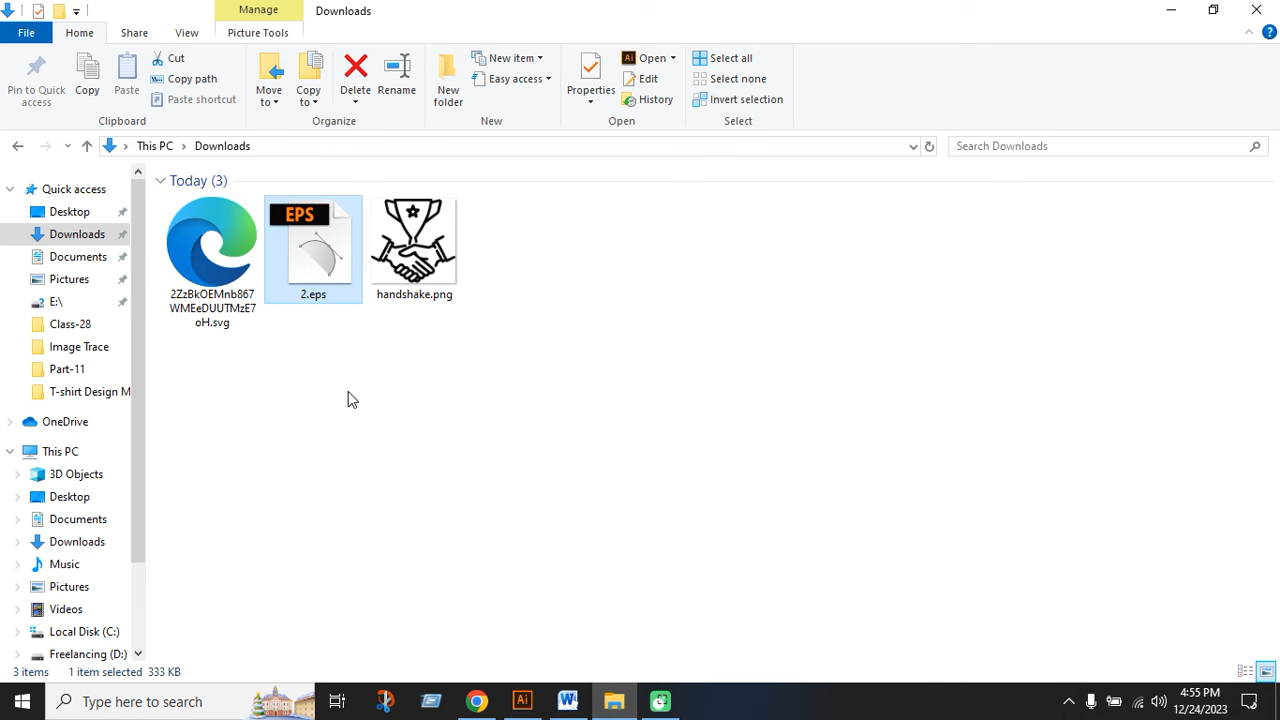 Manage
Downloads
File
Home
Share
View
Picture Tools
Pin to Quick
access
Copy
Paste
Cut
Copy path
Paste shortcut
Clipboard
Move
to
Copy
to
Delete
Rename
Organize
New
folder
New item
Easy access
New
Properties
Ai Open
Edit
History
Open
Select all
Select none
Invert selection
Select
This PC
Downloads
Search Downloads
Quick access
Desktop
Downloads
Documents
Pictures
E:\
Class-28
Image Trace
Part-11
T-shirt Design M
OneDrive
This PC
3D Objects
Desktop
Documents
Downloads
Music
Pictures
Videos
Local Disk (C:)
Freelancing (D:)
Today (3)
2ZzBkOEMnb867
WMEeDUUTMzE7
oH.svg
EPS
2.eps
handshake.png
3 items
1 item selected 333 KB
Type here to search
Ai
W
4:55 PM
12/24/2023